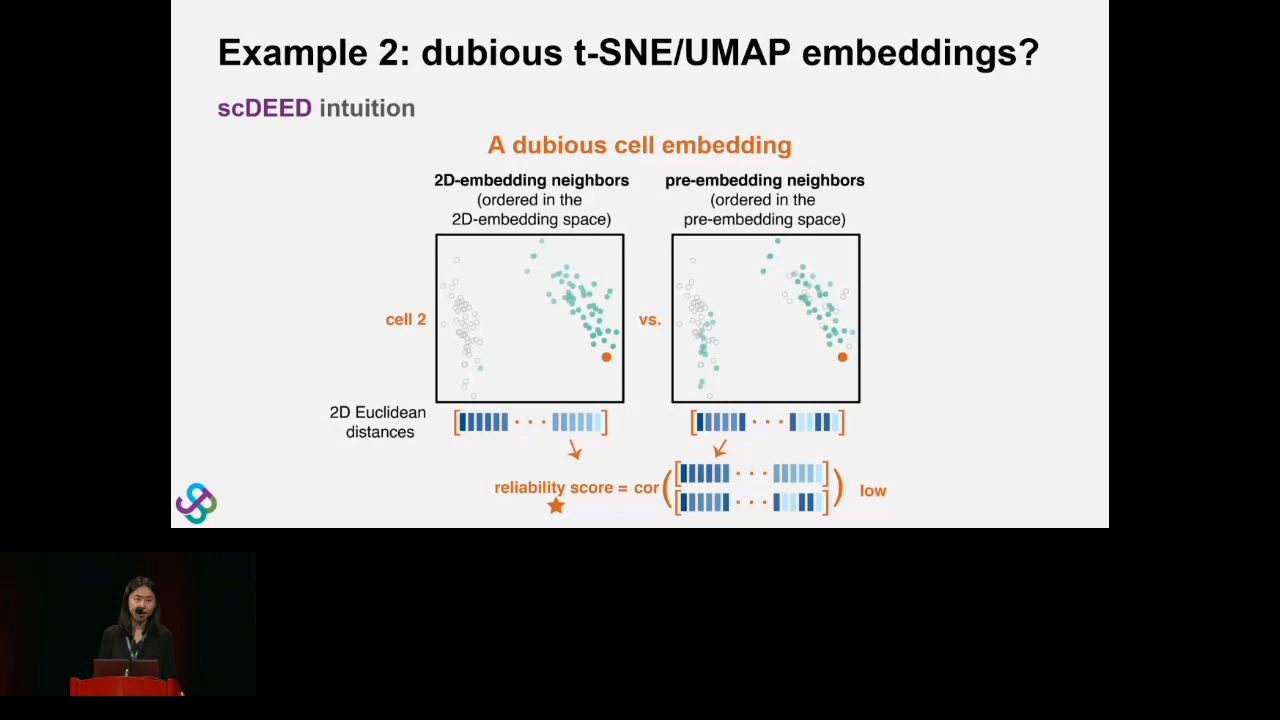 Example 2: dubious t-SNE/UMAP embeddings?
scDEED intuition
A dubious cell embedding
2D-embedding neighbors
(ordered in the
2D-embedding space)
pre-embedding neighbors
(ordered in the
pre-embedding space)
cell 2
vs.
2D Euclidean
distances
reliability score = cor
low